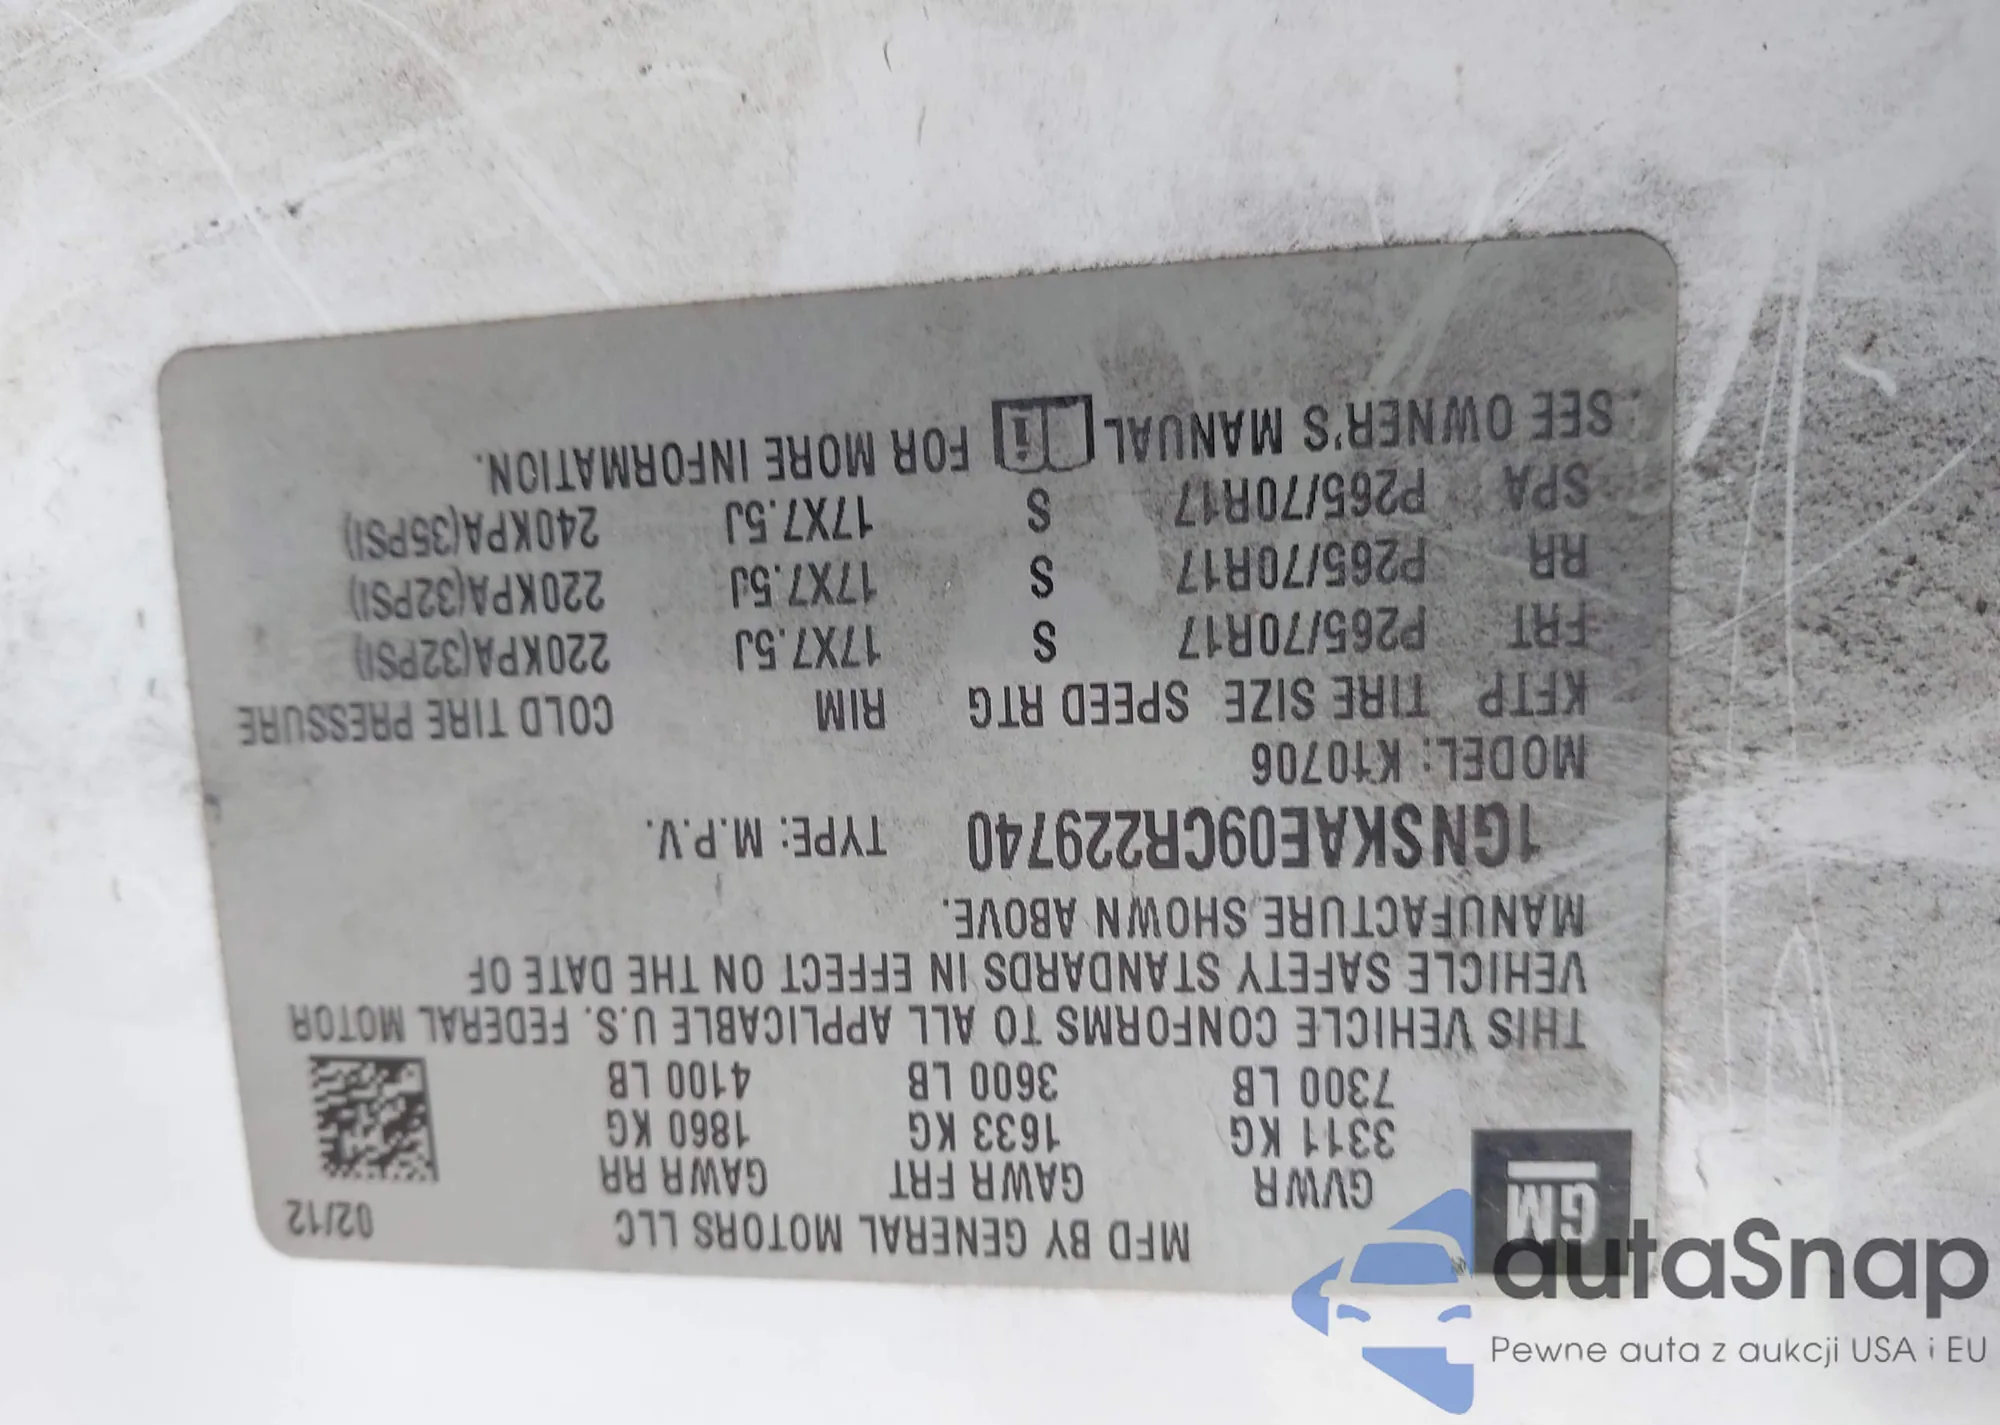 MFD BY GENERAL MOTORS LLC 02/12
GM
GVWR GAWR FRT GAWR RR
3311 KG 1633 KG 1860 KG
7300 LB 3600 LB 4100 LB
THIS VEHICLE CONFORMS TO ALL APPLICABLE U.S. FEDERAL MOTOR
VEHICLE SAFETY STANDARDS IN EFFECT ON THE DATE OF
MANUFACTURE SHOWN ABOVE.
1GNSKAE09CR229740 TYPE: M.P.V.
MODEL: K10706
KFTP TIRE SIZE SPEED RTG RIM COLD TIRE PRESSURE
FRT P265/70R17 S 17X7.5J 220KPA(32PSI)
RR P265/70R17 S 17X7.5J 220KPA(32PSI)
SPA P265/70R17 S 17X7.5J 240KPA(35PSI)
SEE OWNER'S MANUAL FOR MORE INFORMATION.
autaSnap
Pewne auta z aukcji USA i EU